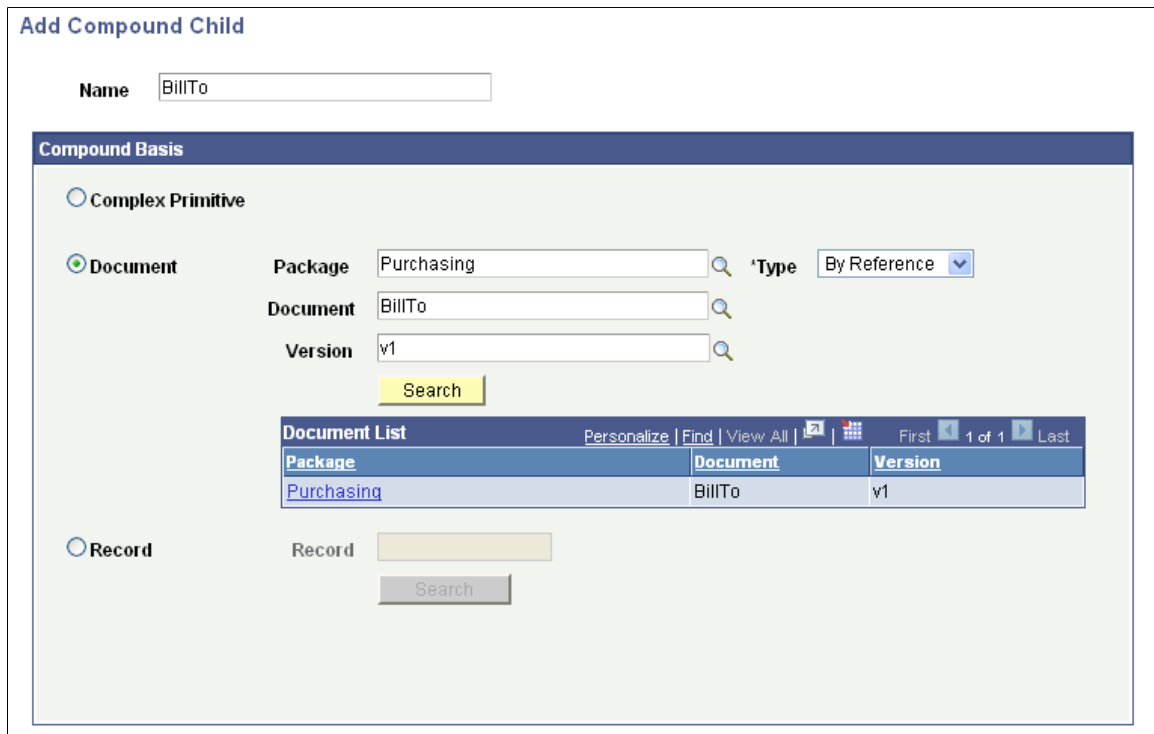 Add Compound Child
Name BillTo
Compound Basis
Complex Primitive
Document Package Purchasing *Type By Reference
Document BillTo
Version v1
Search
Document List Personalize | Find | View All | | First 1 of 1 Last
Package Document Version
Purchasing BillTo v1
Record Record
Search